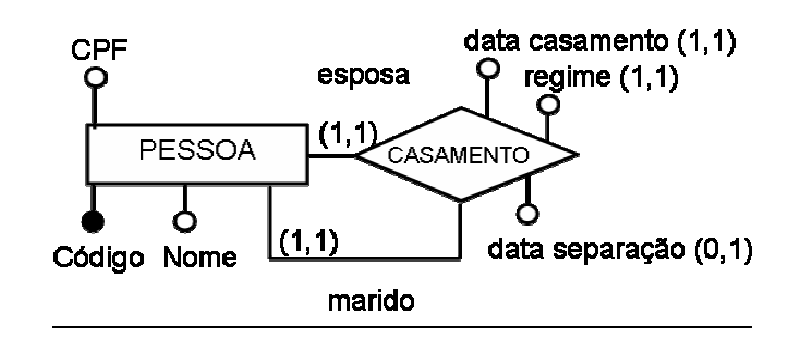 CPF
data casamento (1,1)
esposa
regime (1,1)
PESSOA
(1,1)
CASAMENTO
(1,1)
Código
Nome
data separação (0,1)
marido